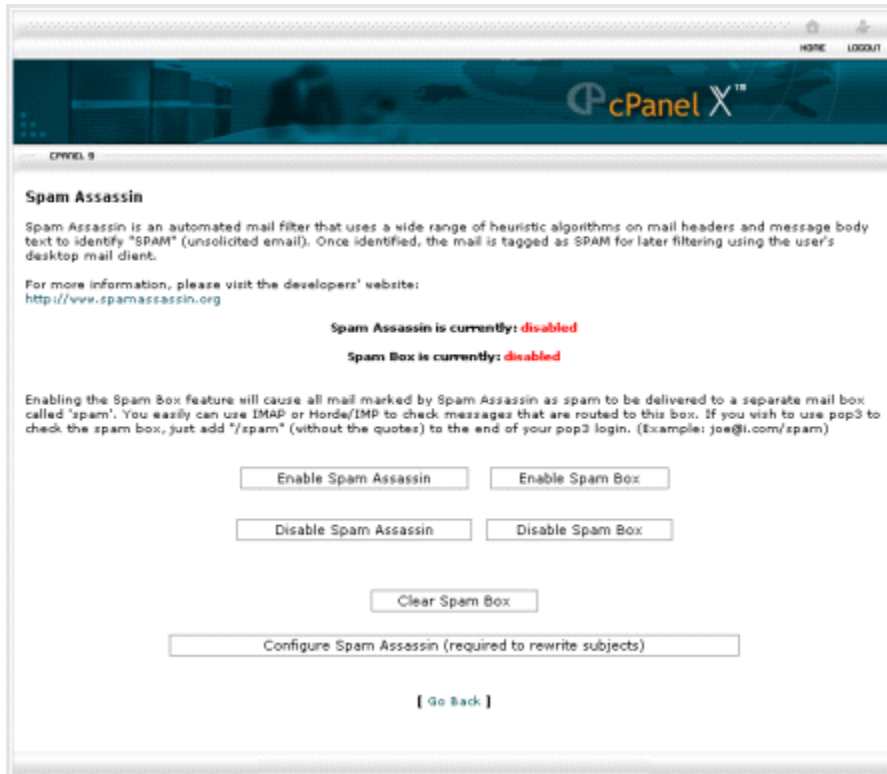 HOME LOGOUT
cPanel X™
CPANEL 9
Spam Assassin
Spam Assassin is an automated mail filter that uses a wide range of heuristic algorithms on mail headers and message body
text to identify "SPAM" (unsolicited email). Once identified, the mail is tagged as SPAM for later filtering using the user's
desktop mail client.
For more information, please visit the developers' website:
http://www.spamassassin.org
Spam Assassin is currently: disabled
Spam Box is currently: disabled
Enabling the Spam Box feature will cause all mail marked by Spam Assassin as spam to be delivered to a separate mail box
called 'spam'. You easily can use IMAP or Horde/IMP to check messages that are routed to this box. If you wish to use pop3 to
check the spam box, just add "/spam" (without the quotes) to the end of your pop3 login. (Example: joe@i.com/spam)
Enable Spam Assassin Enable Spam Box
Disable Spam Assassin Disable Spam Box
Clear Spam Box
Configure Spam Assassin (required to rewrite subjects)
[ Go Back ]